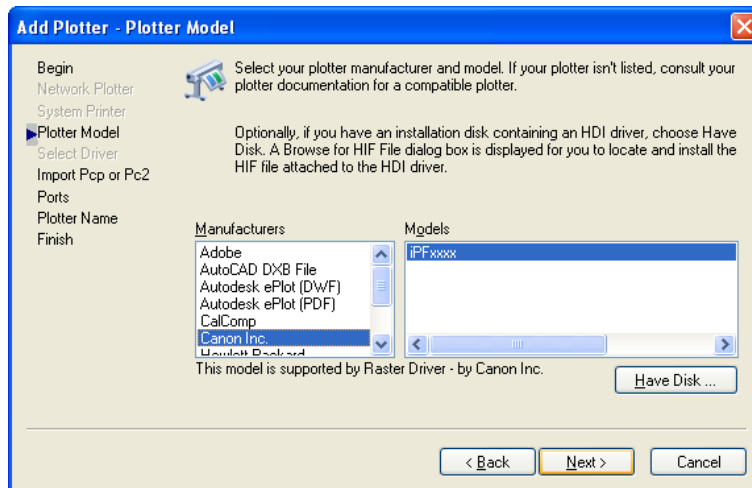 Add Plotter - Plotter Model
Begin
Network Plotter
System Printer
Plotter Model
Select Driver
Import Pcp or Pc2
Ports
Plotter Name
Finish
Select your plotter manufacturer and model. If your plotter isn't listed, consult your
plotter documentation for a compatible plotter.
Optionally, if you have an installation disk containing an HDI driver, choose Have
Disk. A Browse for HIF File dialog box is displayed for you to locate and install the
HIF file attached to the HDI driver.
Manufacturers
Adobe
AutoCAD DXB File
Autodesk ePlot (DWF)
Autodesk ePlot (PDF)
CalComp
Canon Inc.
Hewlett Packard
Models
iPFxxxx
This model is supported by Raster Driver - by Canon Inc.
Have Disk ...
< Back
Next >
Cancel